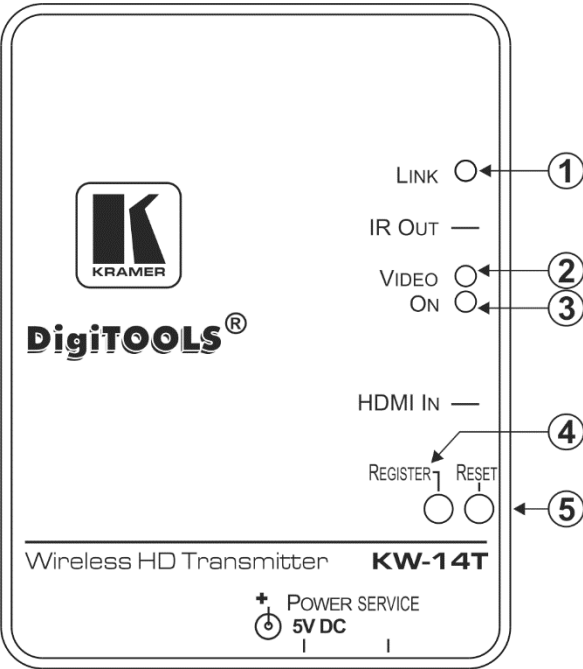 LINK
1
IR OUT
VIDEO
2
ON
3
K
KRAMER
DigiTOOLS®
HDMI IN
4
REGISTER RESET
5
Wireless HD Transmitter KW-14T
+ POWER SERVICE
5V DC